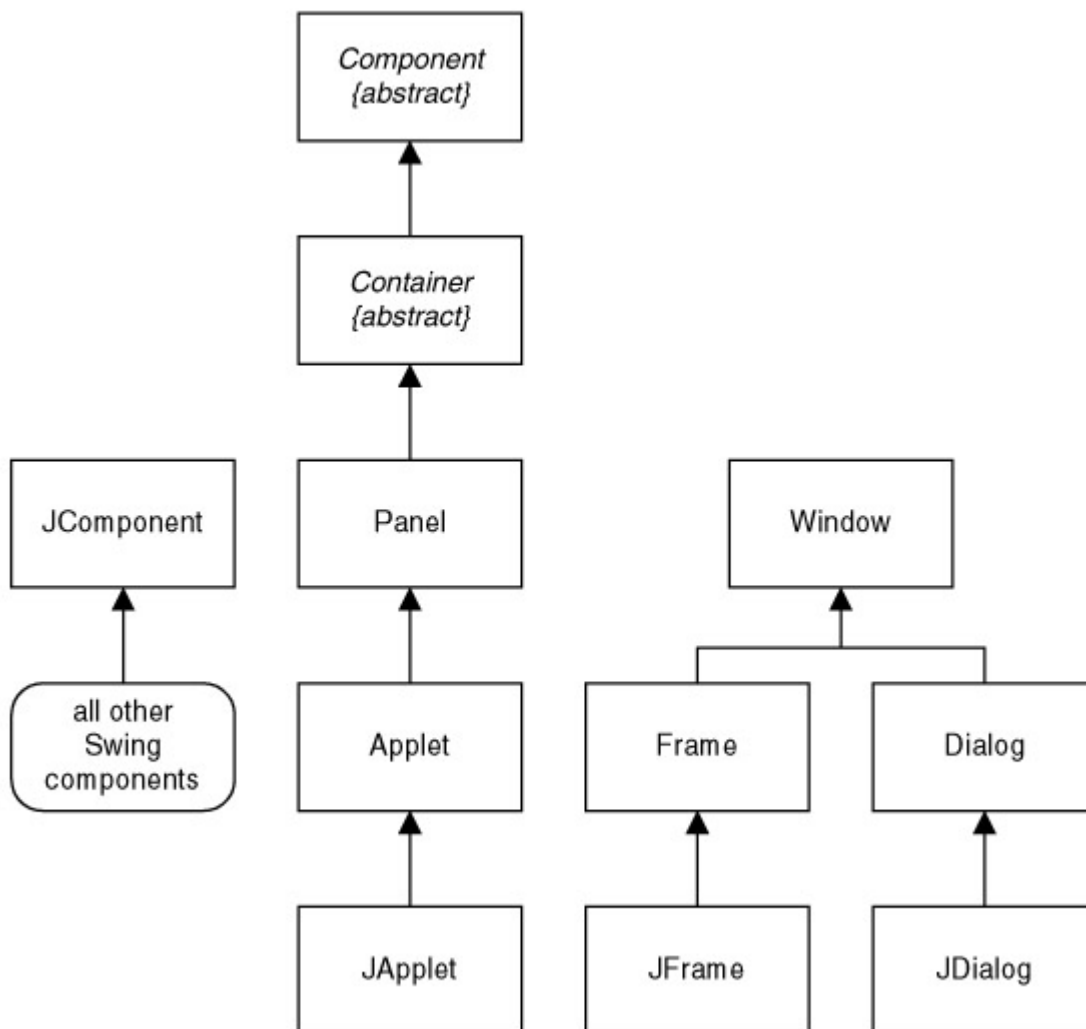 Component
{abstract}
Container
{abstract}
JComponent
Panel
Window
all other
Swing
components
Applet
Frame
Dialog
JApplet
JFrame
JDialog